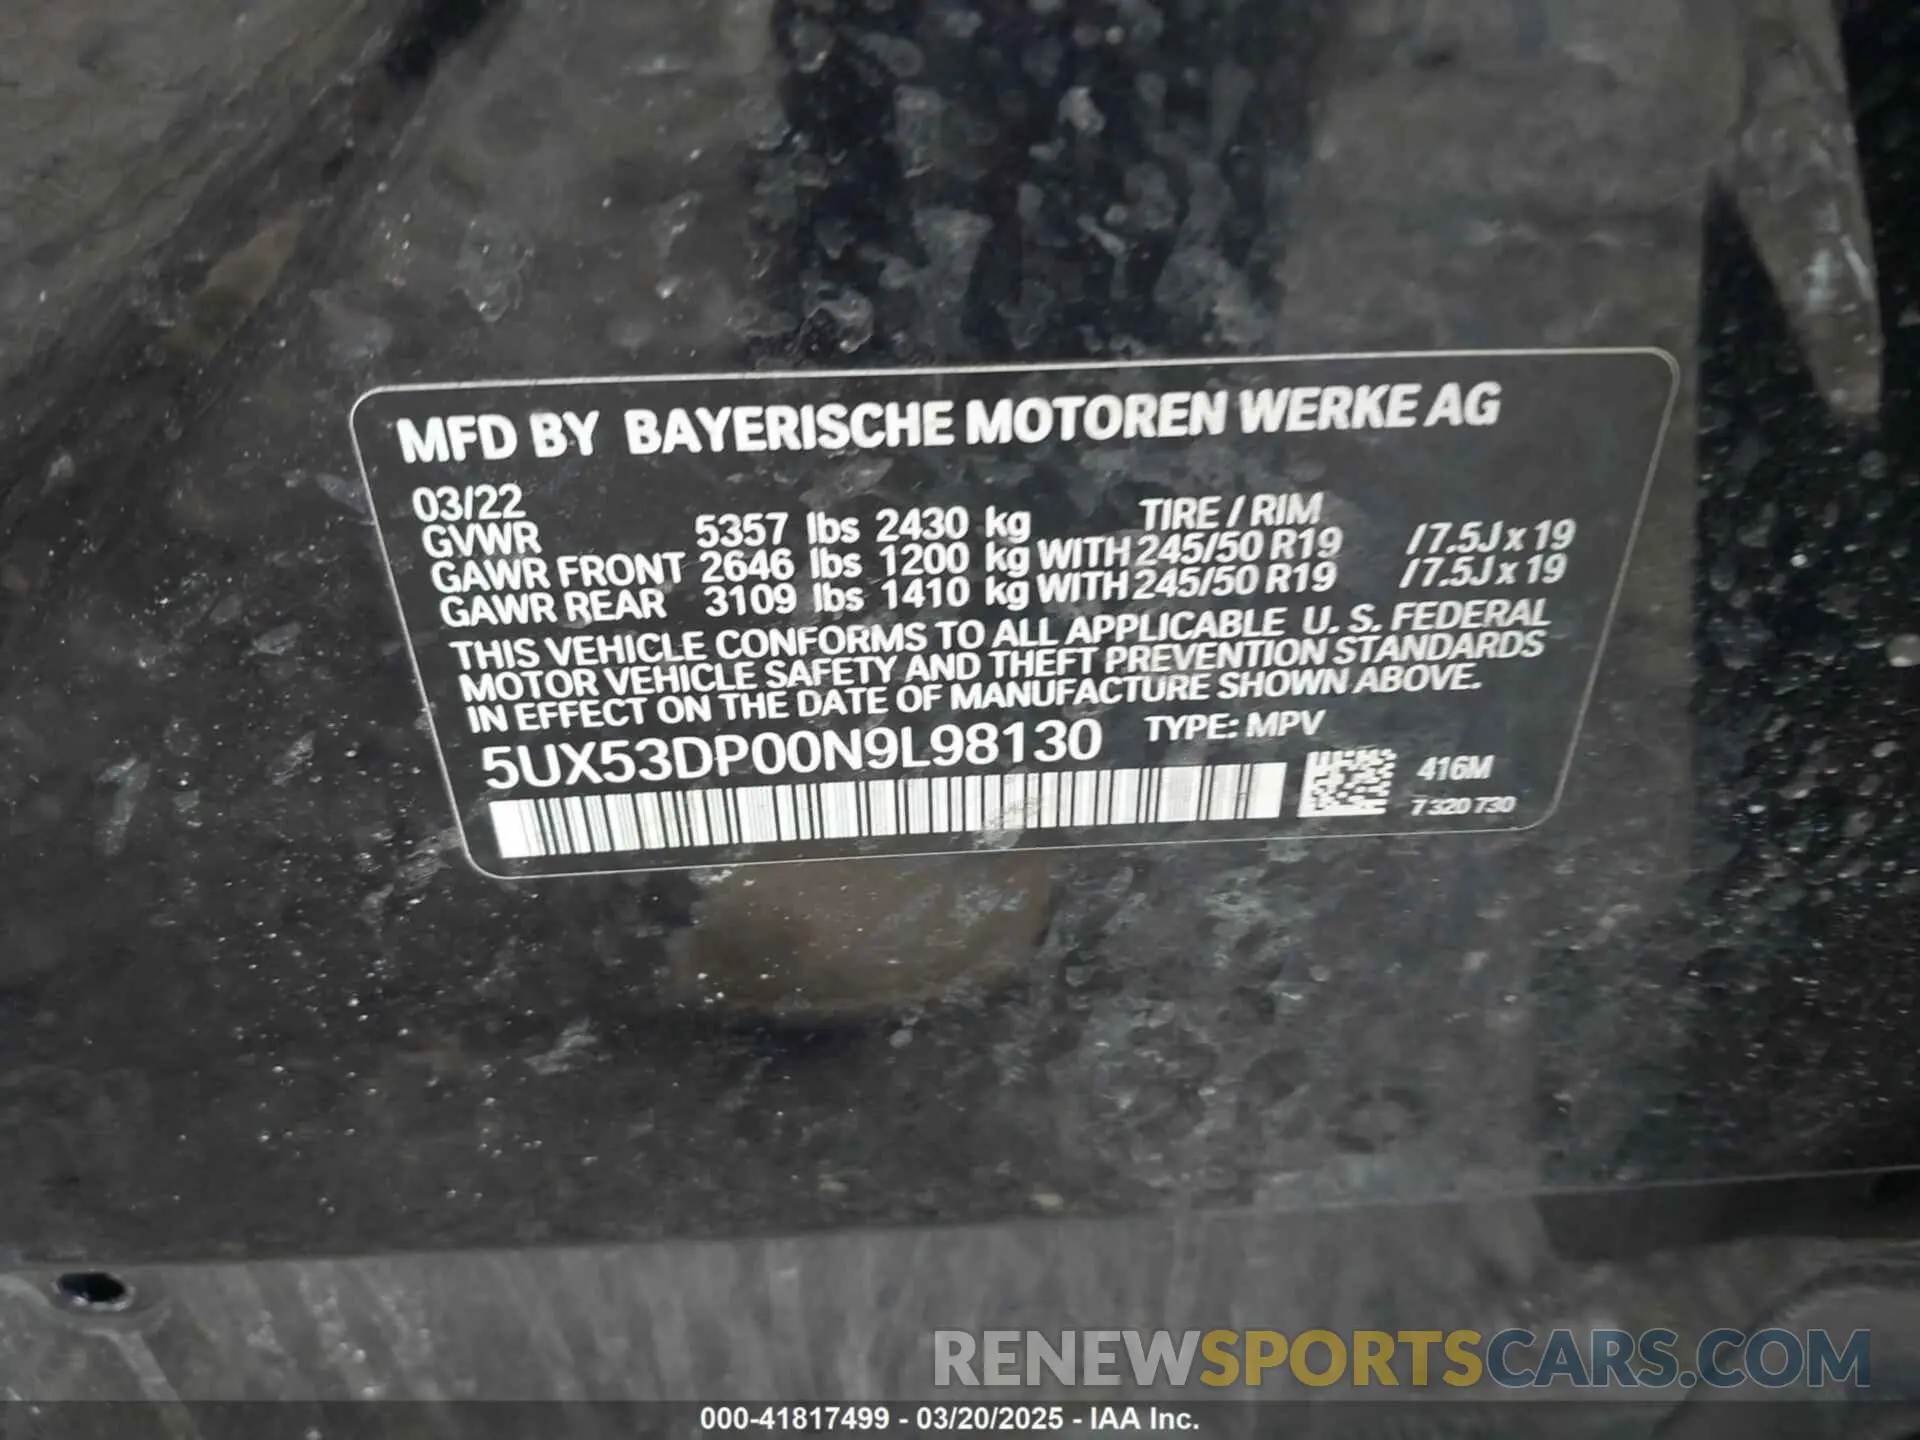 MFD BY BAYERISCHE MOTOREN WERKE AG
03/22 TIRE / RIM
GVWR 5357 lbs 2430 kg
GAWR FRONT 2646 lbs 1200 kg WITH 245/50 R19 / 7.5J x 19
GAWR REAR 3109 lbs 1410 kg WITH 245/50 R19 / 7.5J x 19
THIS VEHICLE CONFORMS TO ALL APPLICABLE U. S. FEDERAL
MOTOR VEHICLE SAFETY AND THEFT PREVENTION STANDARDS
IN EFFECT ON THE DATE OF MANUFACTURE SHOWN ABOVE.
5UX53DP00N9L98130 TYPE: MPV
416M
7 320 730
RENEWSPORTSCARS.COM
000-41817499 - 03/20/2025 - IAA Inc.